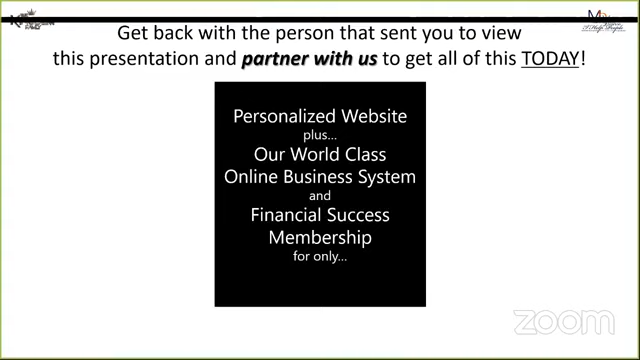 Get back with the person that sent you to view
this presentation and partner with us to get all of this TODAY!
Personalized Website
plus...
Our World Class
Online Business System
and
Financial Success
Membership
for only...
zoom